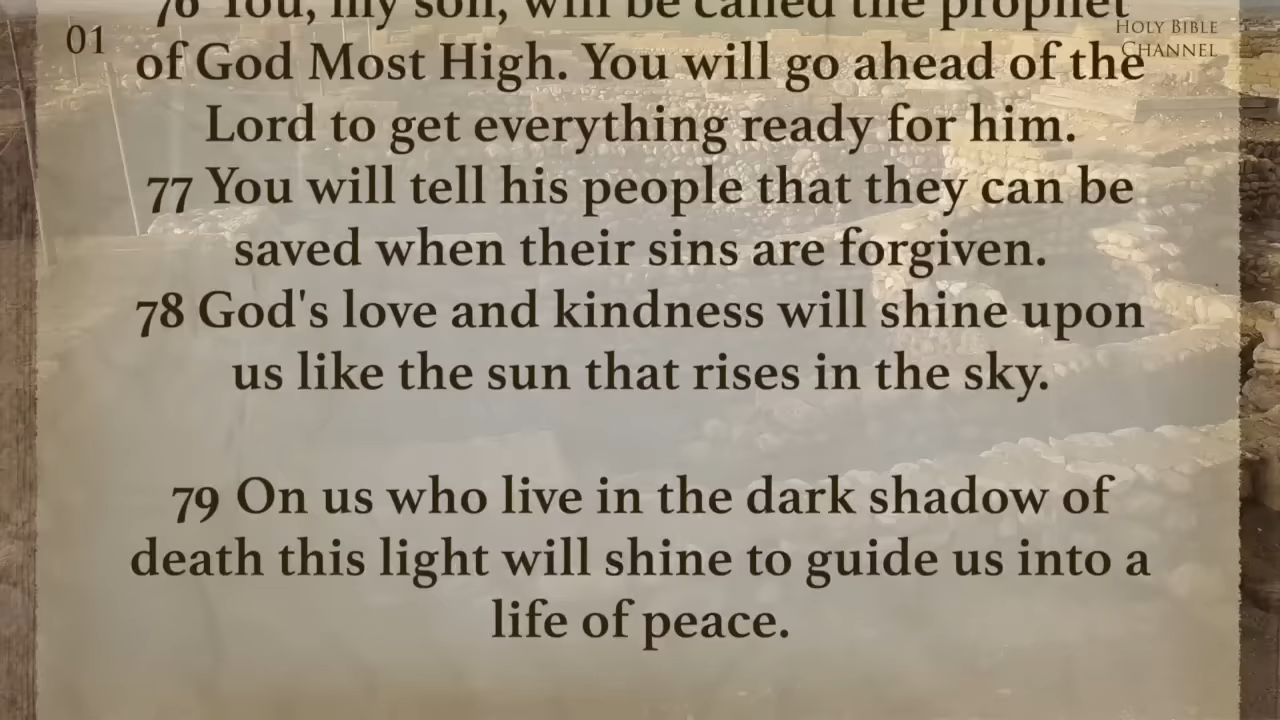 76 You, my son, will be called the prophet
01
HOLY BIBLE
CHANNEL
of God Most High. You will go ahead of the
Lord to get everything ready for him.
77 You will tell his people that they can be
saved when their sins are forgiven.
78 God's love and kindness will shine upon
us like the sun that rises in the sky.
79 On us who live in the dark shadow of
death this light will shine to guide us into a
life of peace.